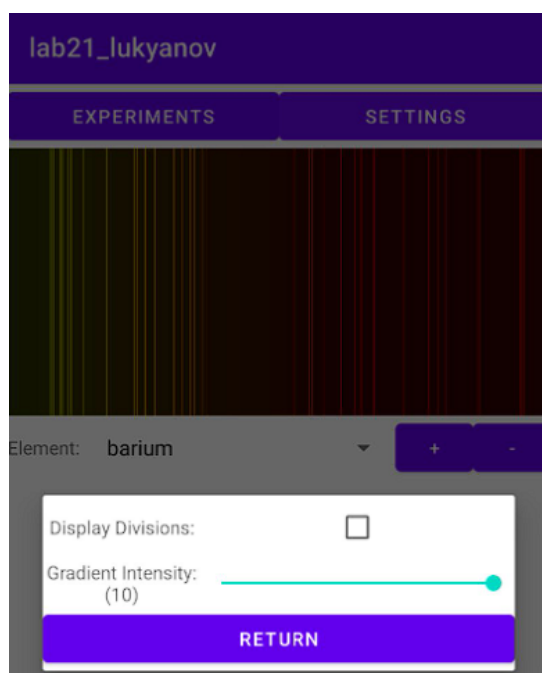 lab21_lukyanov
EXPERIMENTS SETTINGS
Element: barium + -
Display Divisions:
Gradient Intensity:
(10)
RETURN